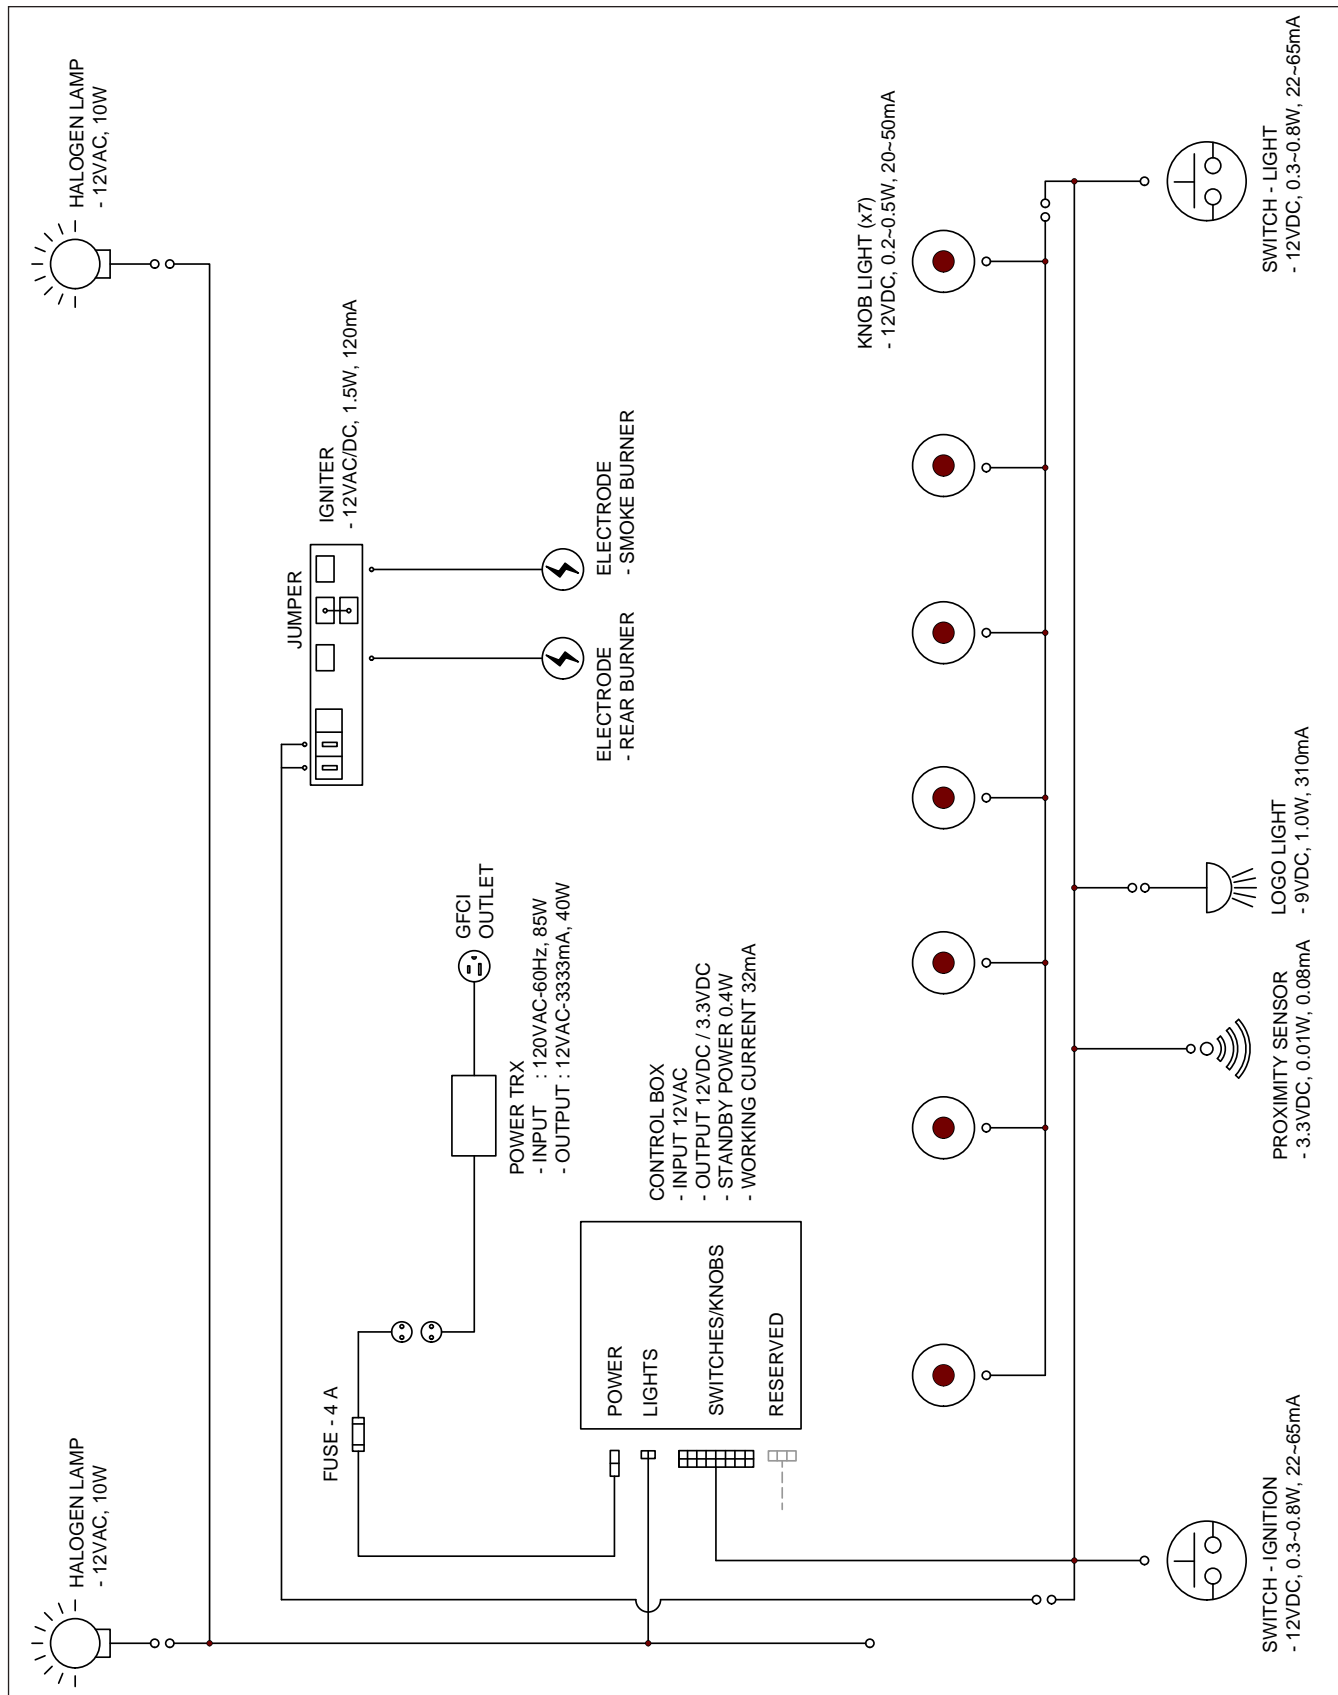 HALOGEN LAMP
- 12VAC, 10W
HALOGEN LAMP
- 12VAC, 10W
FUSE - 4 A
GFCI
OUTLET
POWER TRX
- INPUT : 120VAC-60Hz, 85W
- OUTPUT : 12VAC-3333mA, 40W
JUMPER
IGNITER
- 12VAC/DC, 1.5W, 120mA
ELECTRODE
- REAR BURNER
ELECTRODE
- SMOKE BURNER
CONTROL BOX
- INPUT 12VAC
- OUTPUT 12VDC / 3.3VDC
- STANDBY POWER 0.4W
- WORKING CURRENT 32mA
POWER
LIGHTS
SWITCHES/KNOBS
RESERVED
KNOB LIGHT (x7)
- 12VDC, 0.2~0.5W, 20~50mA
SWITCH - IGNITION
- 12VDC, 0.3~0.8W, 22~65mA
PROXIMITY SENSOR
- 3.3VDC, 0.01W, 0.08mA
LOGO LIGHT
- 9VDC, 1.0W, 310mA
SWITCH - LIGHT
- 12VDC, 0.3~0.8W, 22~65mA